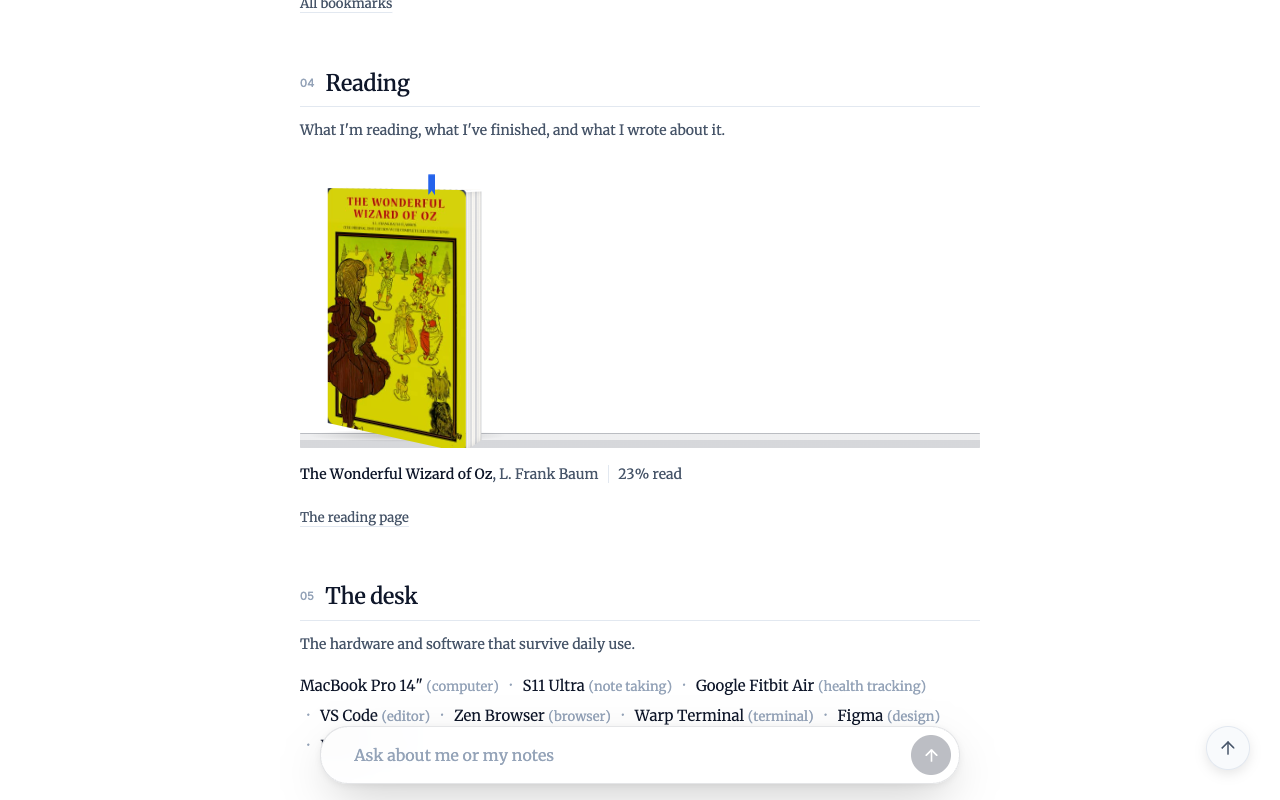 All bookmarks
04 Reading
What I'm reading, what I've finished, and what I wrote about it.
THE WONDERFUL
WIZARD OF OZ
The Wonderful Wizard of Oz, L. Frank Baum 23% read
The reading page
05 The desk
The hardware and software that survive daily use.
MacBook Pro 14" (computer) · S11 Ultra (note taking) · Google Fitbit Air (health tracking)
· VS Code (editor) · Zen Browser (browser) · Warp Terminal (terminal) · Figma (design)
Ask about me or my notes